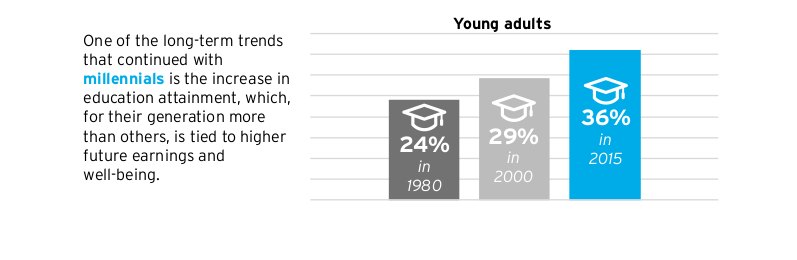 One of the long-term trends
that continued with
millennials is the increase in
education attainment, which,
for their generation more
than others, is tied to higher
future earnings and
well-being.
Young adults
24%
in
1980
29%
in
2000
36%
in
2015